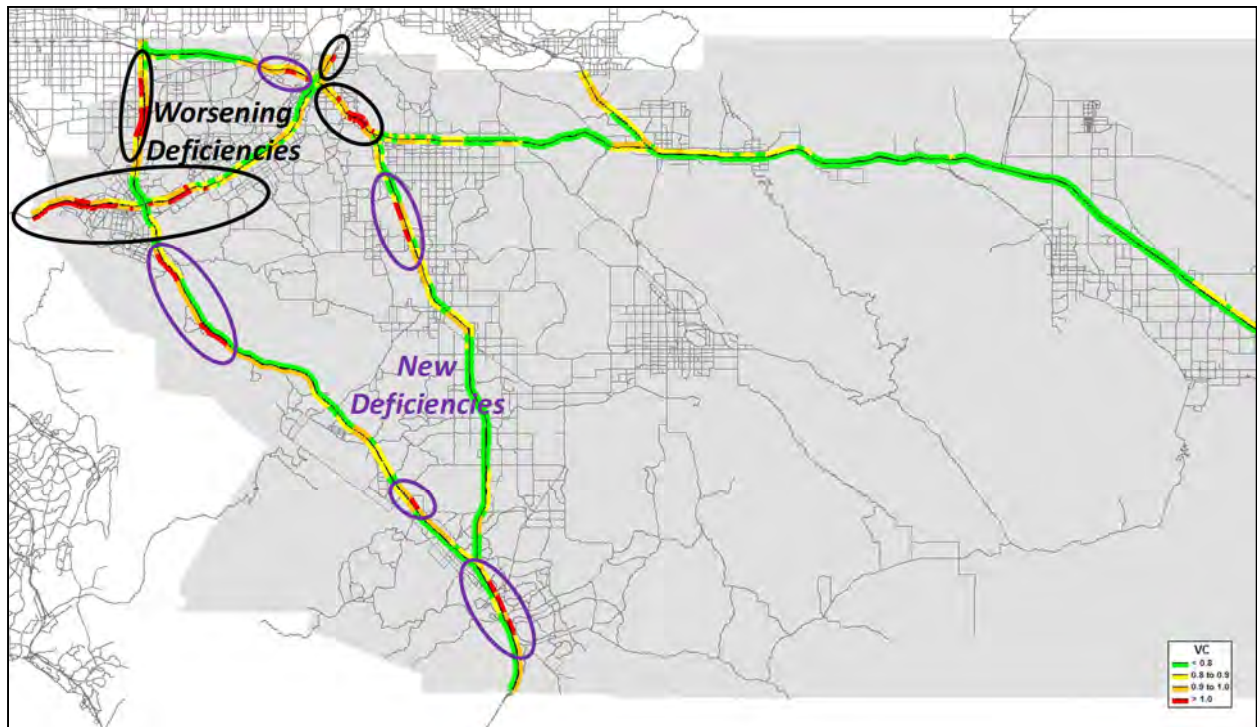 Worsening
Deficiencies
New
Deficiencies
VC
< 0.8
0.8 to 0.9
0.9 to 1.0
> 1.0